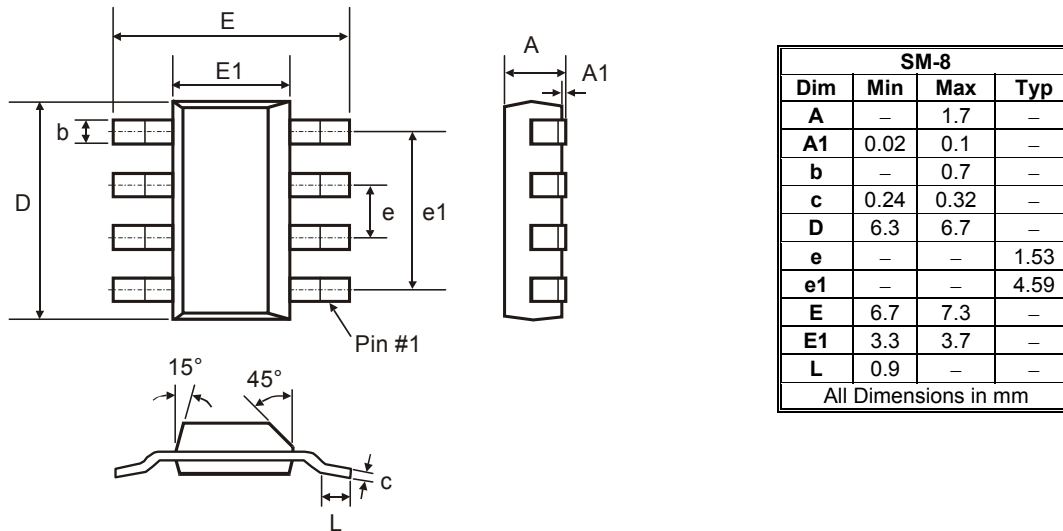 E
E1
A
A1
b
D
e
e1
Pin #1
15°
45°
c
L
SM-8
Dim Min Max Typ
A – 1.7 –
A1 0.02 0.1 –
b – 0.7 –
c 0.24 0.32 –
D 6.3 6.7 –
e – – 1.53
e1 – – 4.59
E 6.7 7.3 –
E1 3.3 3.7 –
L 0.9 – –
All Dimensions in mm